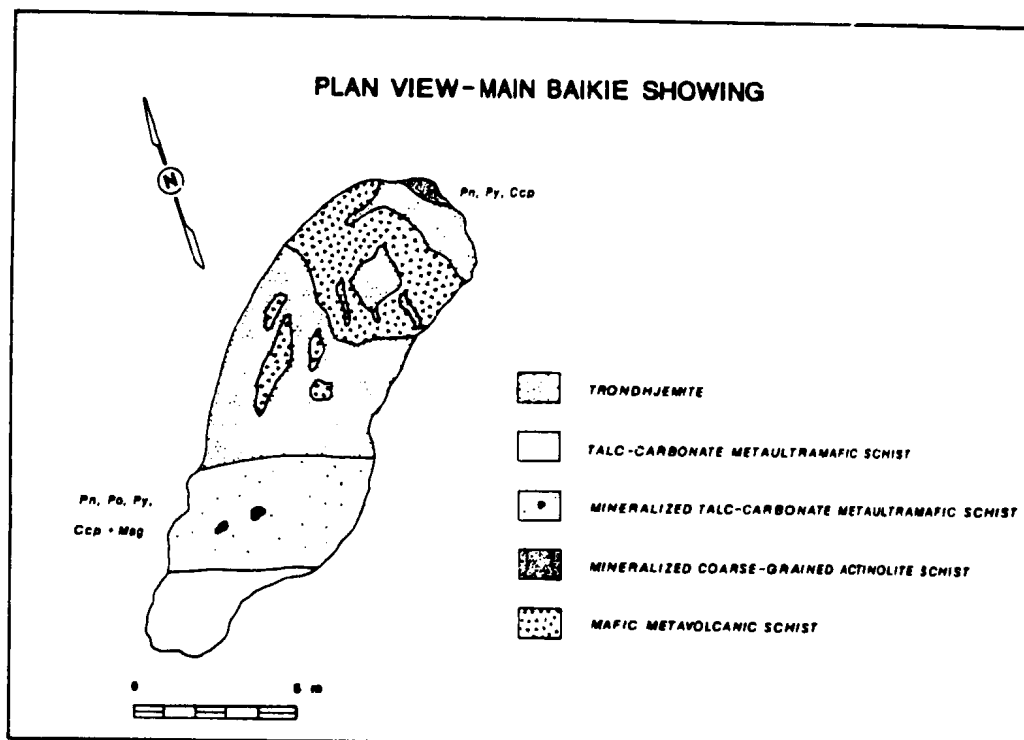 PLAN VIEW-MAIN BAIKIE SHOWING
N
Pn, Py, Ccp
TRONDHJEMITE
TALC-CARBONATE METAULTRAMAFIC SCHIST
Pn, Po, Py,
Ccp + Mag
MINERALIZED TALC-CARBONATE METAULTRAMAFIC SCHIST
MINERALIZED COARSE-GRAINED ACTINOLITE SCHIST
MAFIC METAVOLCANIC SCHIST
0 m